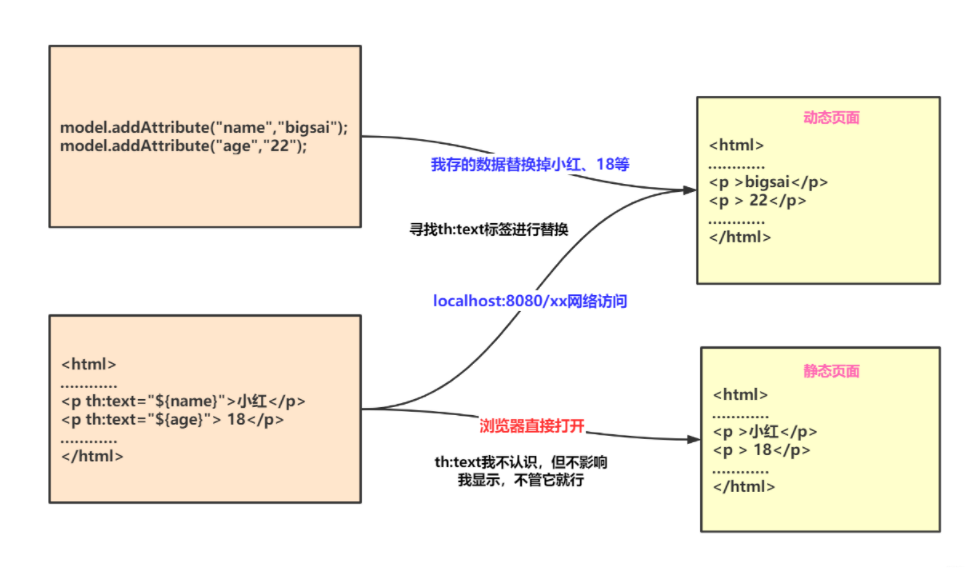 model.addAttribute("name","bigsai");
model.addAttribute("age","22");
我存的数据替换掉小红、18等
寻找th:text标签进行替换
localhost:8080/xx网络访问
动态页面
<html>
............
<p >bigsai</p>
<p > 22</p>
............
</html>
<html>
............
<p th:text="${name}">小红</p>
<p th:text="${age}"> 18</p>
............
</html>
浏览器直接打开
th:text我不认识，但不影响
我显示，不管它就行
静态页面
<html>
............
<p >小红</p>
<p > 18</p>
............
</html>